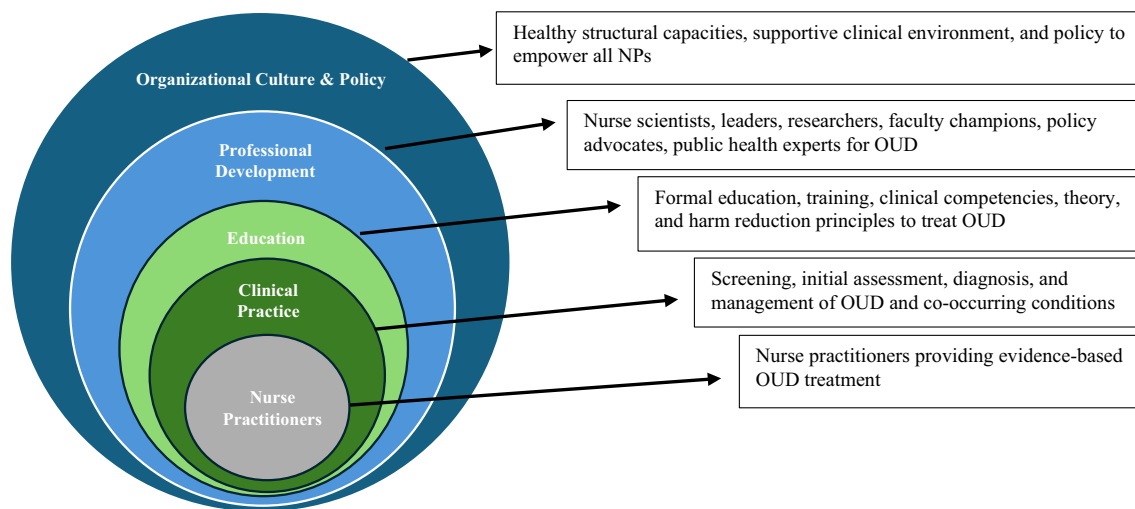 Organizational Culture & Policy
Healthy structural capacities, supportive clinical environment, and policy to
empower all NPs
Professional
Development
Nurse scientists, leaders, researchers, faculty champions, policy
advocates, public health experts for OUD
Education
Formal education, training, clinical competencies, theory,
and harm reduction principles to treat OUD
Clinical
Practice
Screening, initial assessment, diagnosis, and
management of OUD and co-occurring conditions
Nurse
Practitioners
Nurse practitioners providing evidence-based
OUD treatment